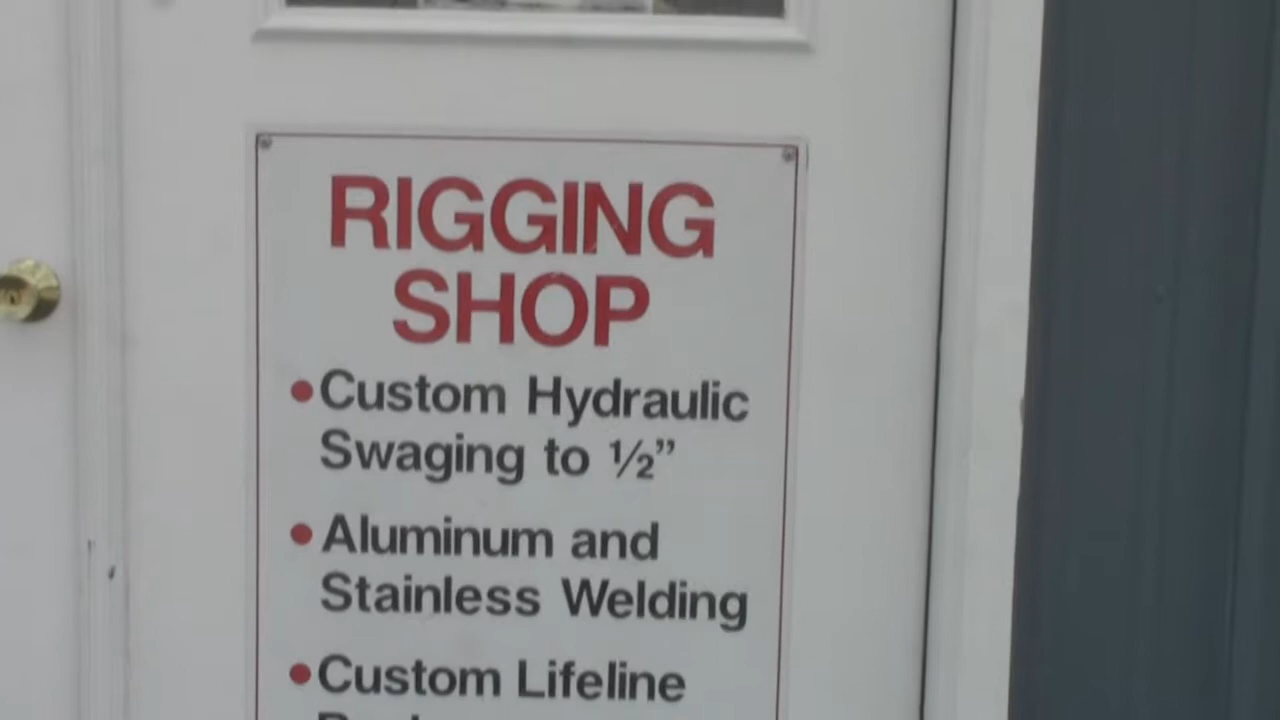 RIGGING
SHOP
•Custom Hydraulic
Swaging to ½”
•Aluminum and
Stainless Welding
•Custom Lifeline